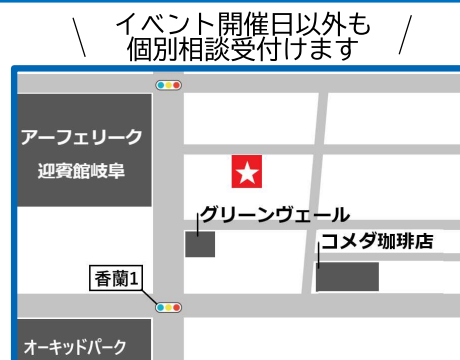 イベント開催日以外も
個別相談受付けます
アーフェリーク
迎賓館岐阜
グリーンヴェール
コメダ珈琲店
香蘭1
オーキッドパーク